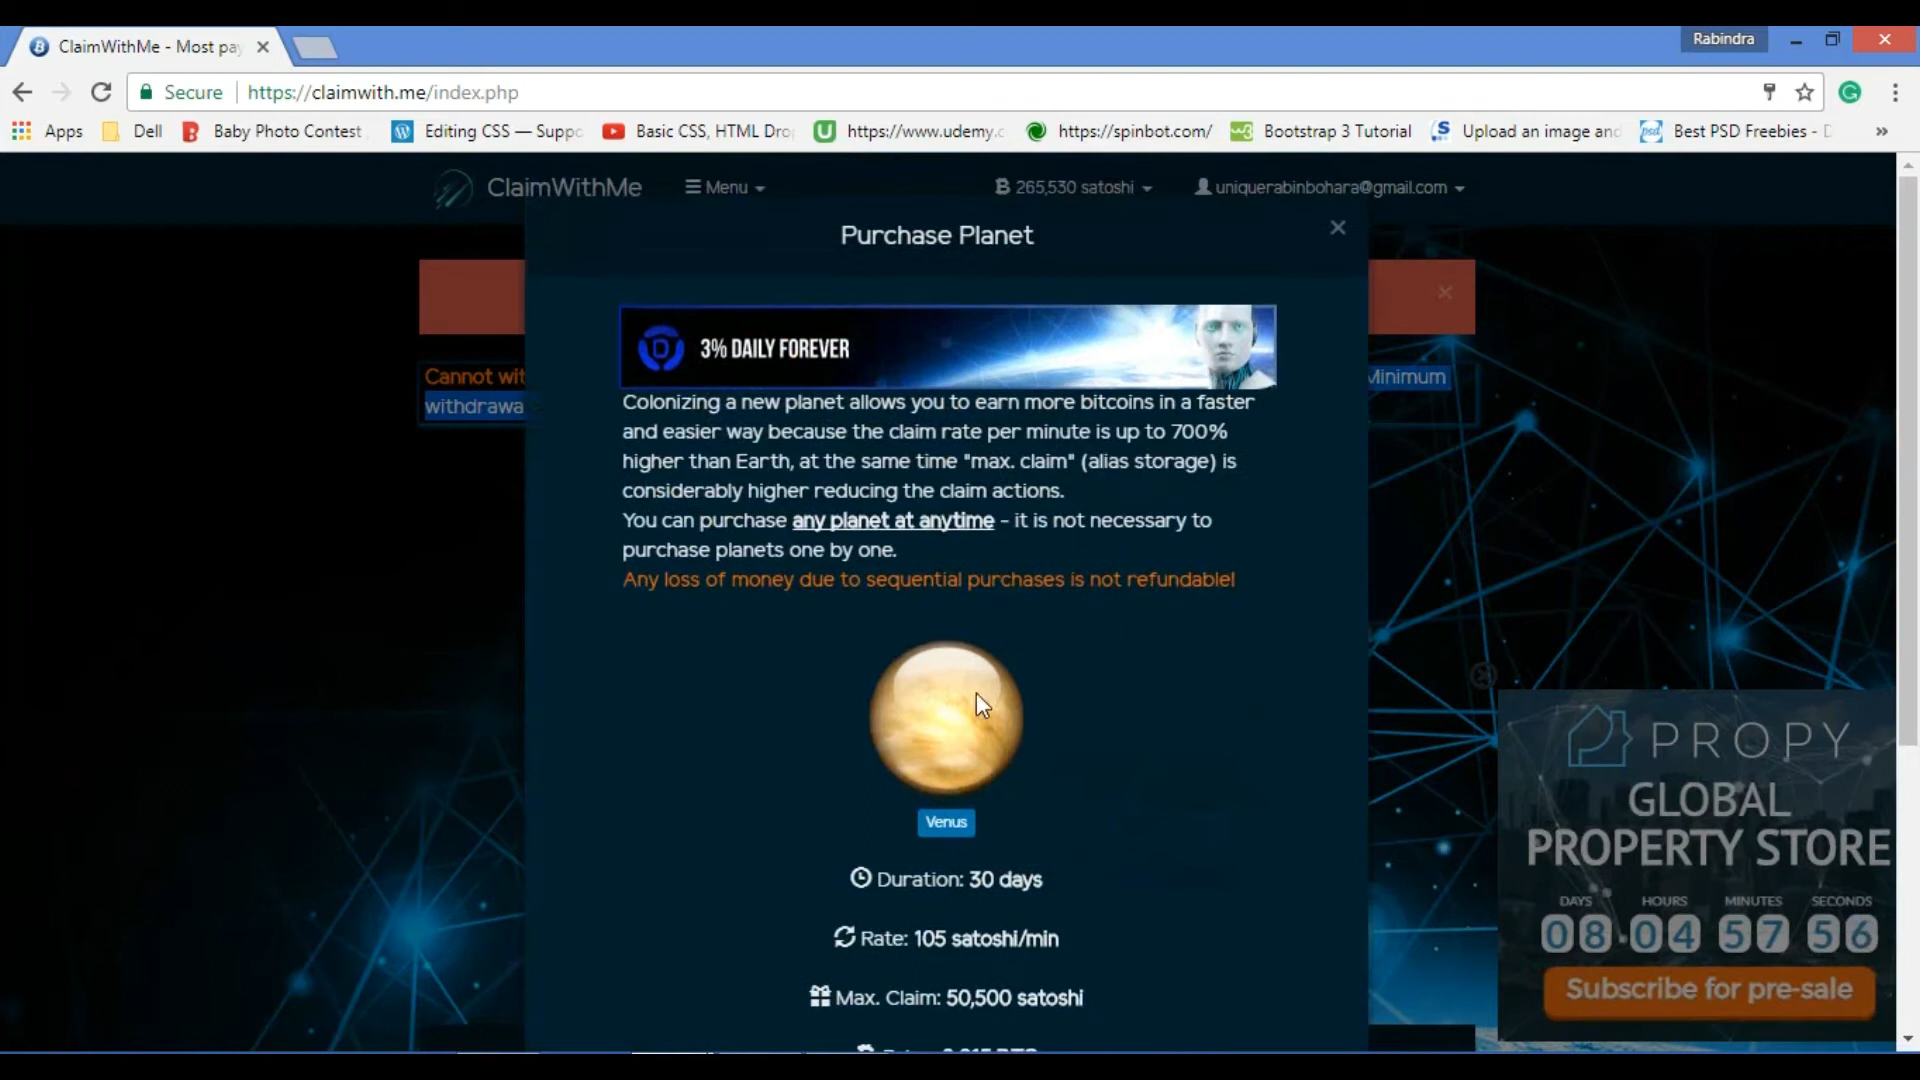 ClaimWithMe - Most pa
Rabindra
Secure
https://claimwith.me/index.php
Apps
Dell
Baby Photo Contest
Editing CSS — Supp
Basic CSS, HTML Dro
https://www.udemy.c
https://spinbot.com/
Bootstrap 3 Tutorial
Upload an image and
Best PSD Freebies -
»
ClaimWithMe
Menu
265,530 satoshi
uniquerabinbohara@gmail.com
Purchase Planet
3% DAILY FOREVER
Cannot wit
Minimum
withdrawa
Colonizing a new planet allows you to earn more bitcoins in a faster
and easier way because the claim rate per minute is up to 700%
higher than Earth, at the same time "max. claim" (alias storage) is
considerably higher reducing the claim actions.
You can purchase any planet at anytime - it is not necessary to
purchase planets one by one.
Any loss of money due to sequential purchases is not refundable!
Venus
Duration: 30 days
Rate: 105 satoshi/min
Max. Claim: 50,500 satoshi
PROPY
GLOBAL
PROPERTY STORE
DAYS HOURS MINUTES SECONDS
08 04 57 56
Subscribe for pre-sale